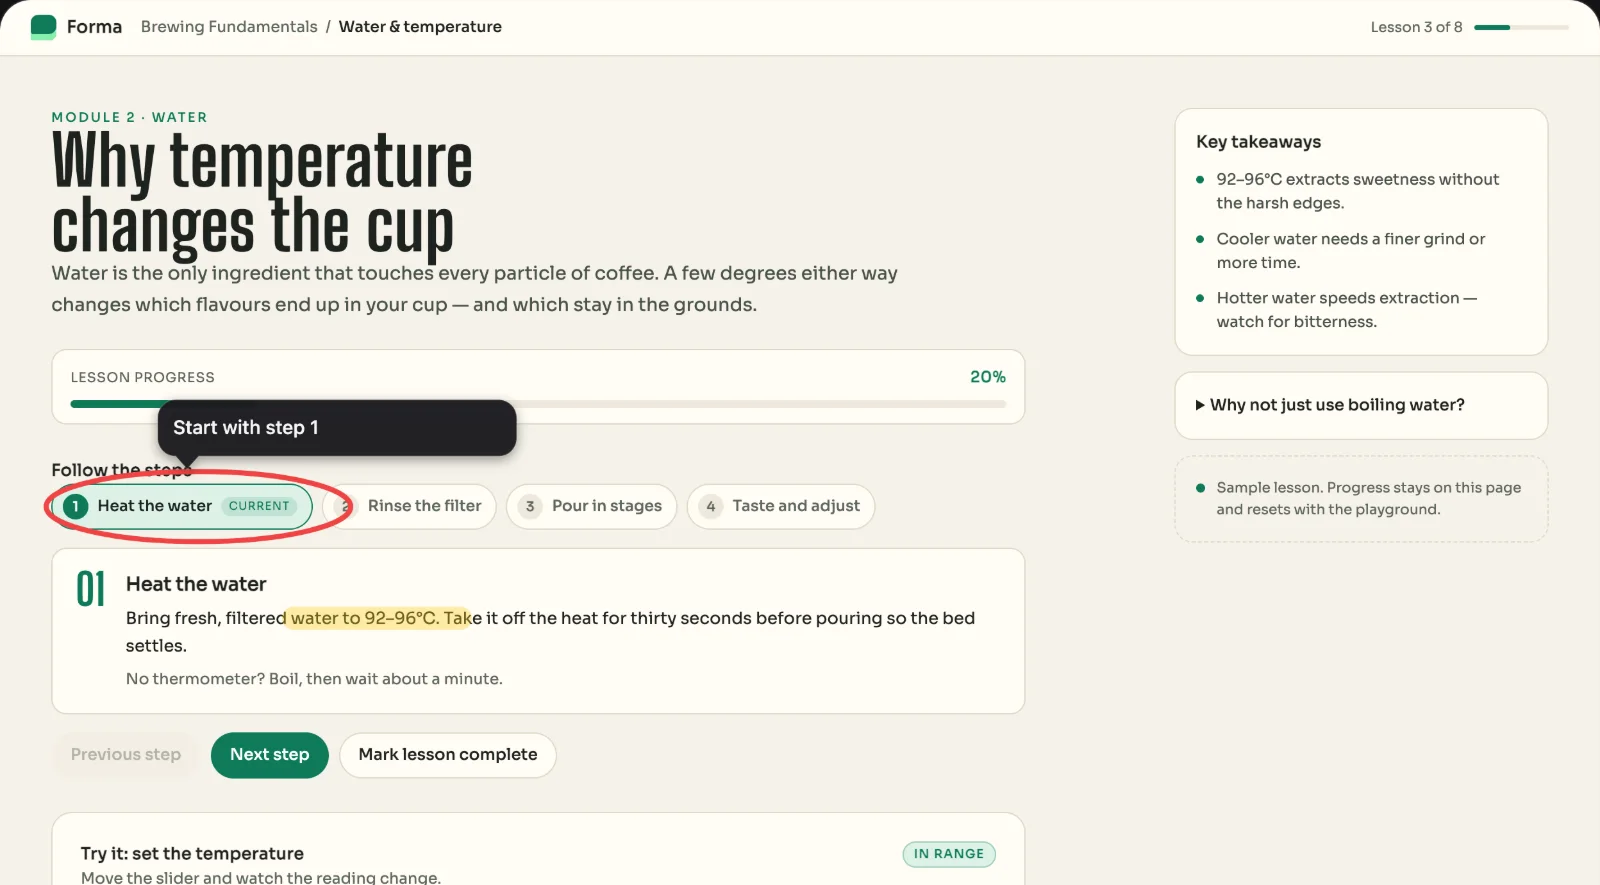 Forma
Brewing Fundamentals / Water & temperature
Lesson 3 of 8
MODULE 2 · WATER
Why temperature
changes the cup
Water is the only ingredient that touches every particle of coffee. A few degrees either way
changes which flavours end up in your cup — and which stay in the grounds.
LESSON PROGRESS
20%
Start with step 1
Follow the steps
1 Heat the water CURRENT
2 Rinse the filter
3 Pour in stages
4 Taste and adjust
01
Heat the water
Bring fresh, filtered water to 92–96°C. Take it off the heat for thirty seconds before pouring so the bed
settles.
No thermometer? Boil, then wait about a minute.
Previous step
Next step
Mark lesson complete
Try it: set the temperature
IN RANGE
Move the slider and watch the reading change.
Key takeaways
92–96°C extracts sweetness without
the harsh edges.
Cooler water needs a finer grind or
more time.
Hotter water speeds extraction —
watch for bitterness.
Why not just use boiling water?
Sample lesson. Progress stays on this page
and resets with the playground.